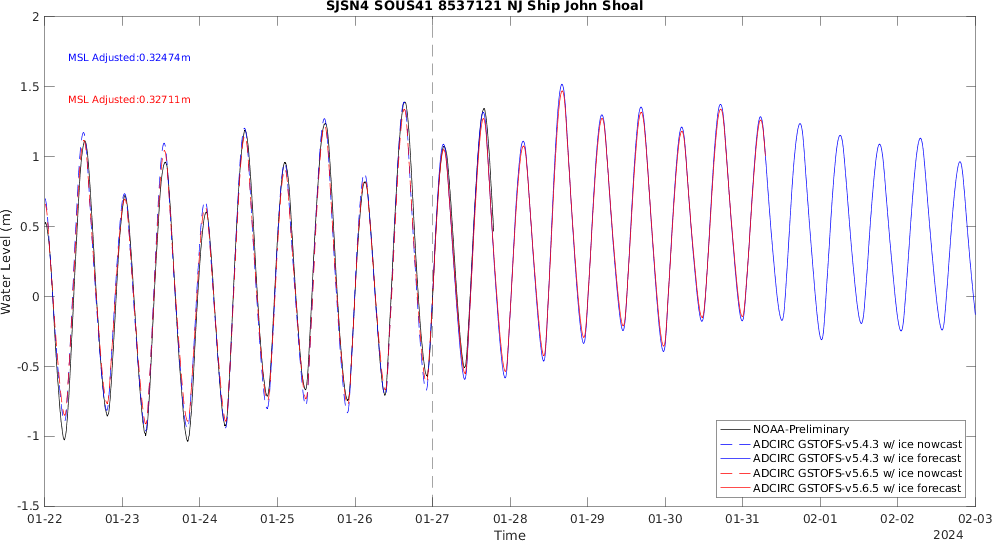 SJSN4 SOUS41 8537121 NJ Ship John Shoal
MSL Adjusted:0.32474m
MSL Adjusted:0.32711m
Water Level (m)
2
1.5
1
0.5
0
-0.5
-1
-1.5
NOAA-Preliminary
ADCIRC GSTOFS-v5.4.3 w/ ice nowcast
ADCIRC GSTOFS-v5.4.3 w/ ice forecast
ADCIRC GSTOFS-v5.6.5 w/ ice nowcast
ADCIRC GSTOFS-v5.6.5 w/ ice forecast
01-22 01-23 01-24 01-25 01-26 01-27 01-28 01-29 01-30 01-31 02-01 02-02 02-03
Time
2024